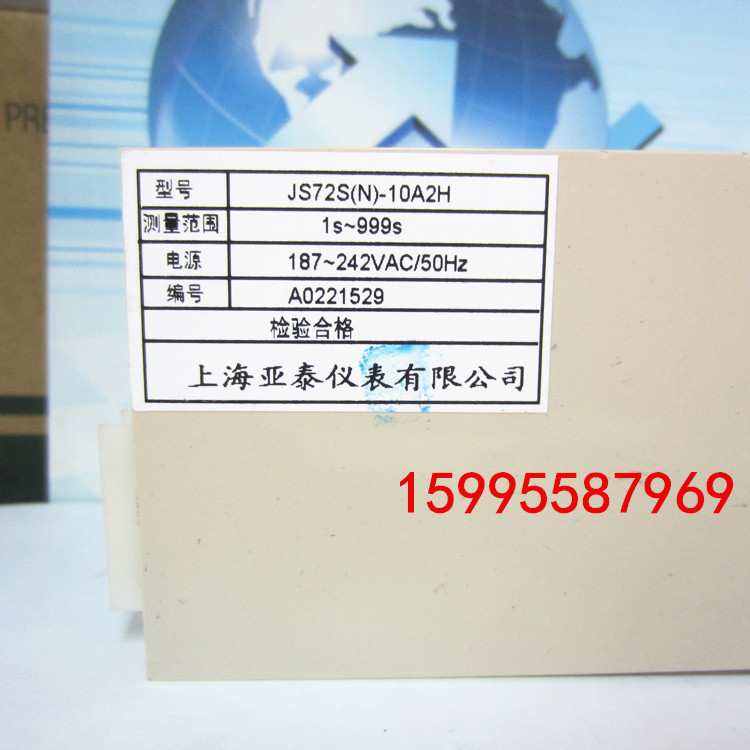 PRE
型号 JS72S(N)-10A2H
测量范围 1s~999s
电源 187~242VAC/50Hz
编号 A0221529
检验合格
上海亚泰仪表有限公司
15995587969